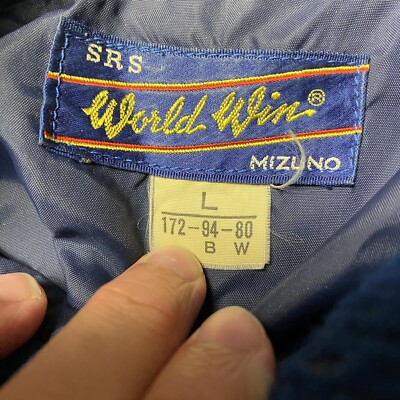 SRS
World Win®
MIZUNO
L
172-94-80
B W